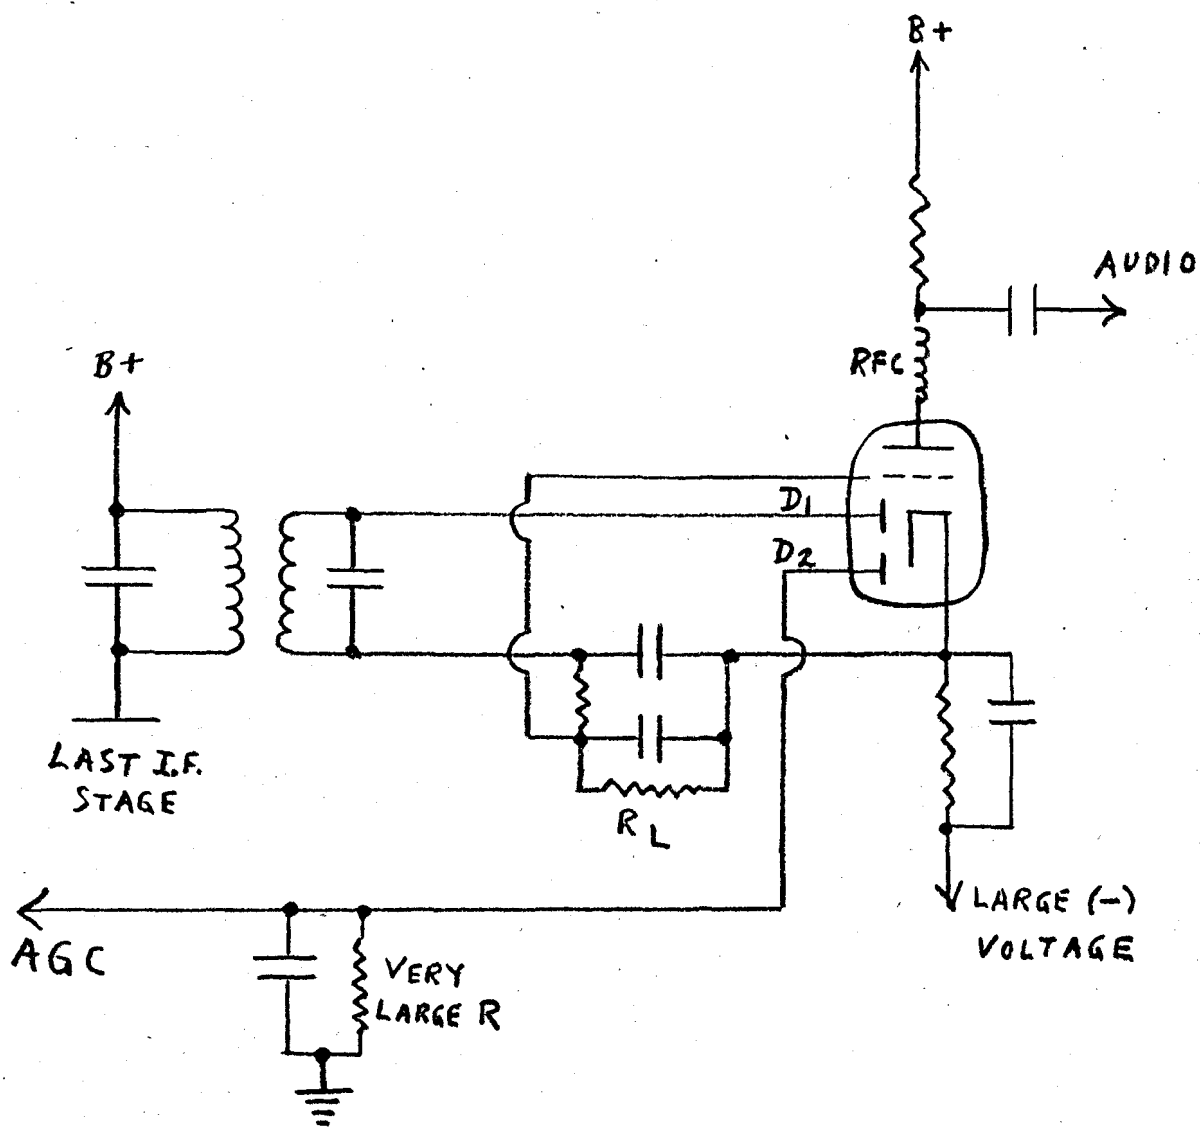 B+
AUDIO
RFC
B+
D1
D2
LAST I.F.
STAGE
RL
LARGE (-)
VOLTAGE
AGC
VERY
LARGE R